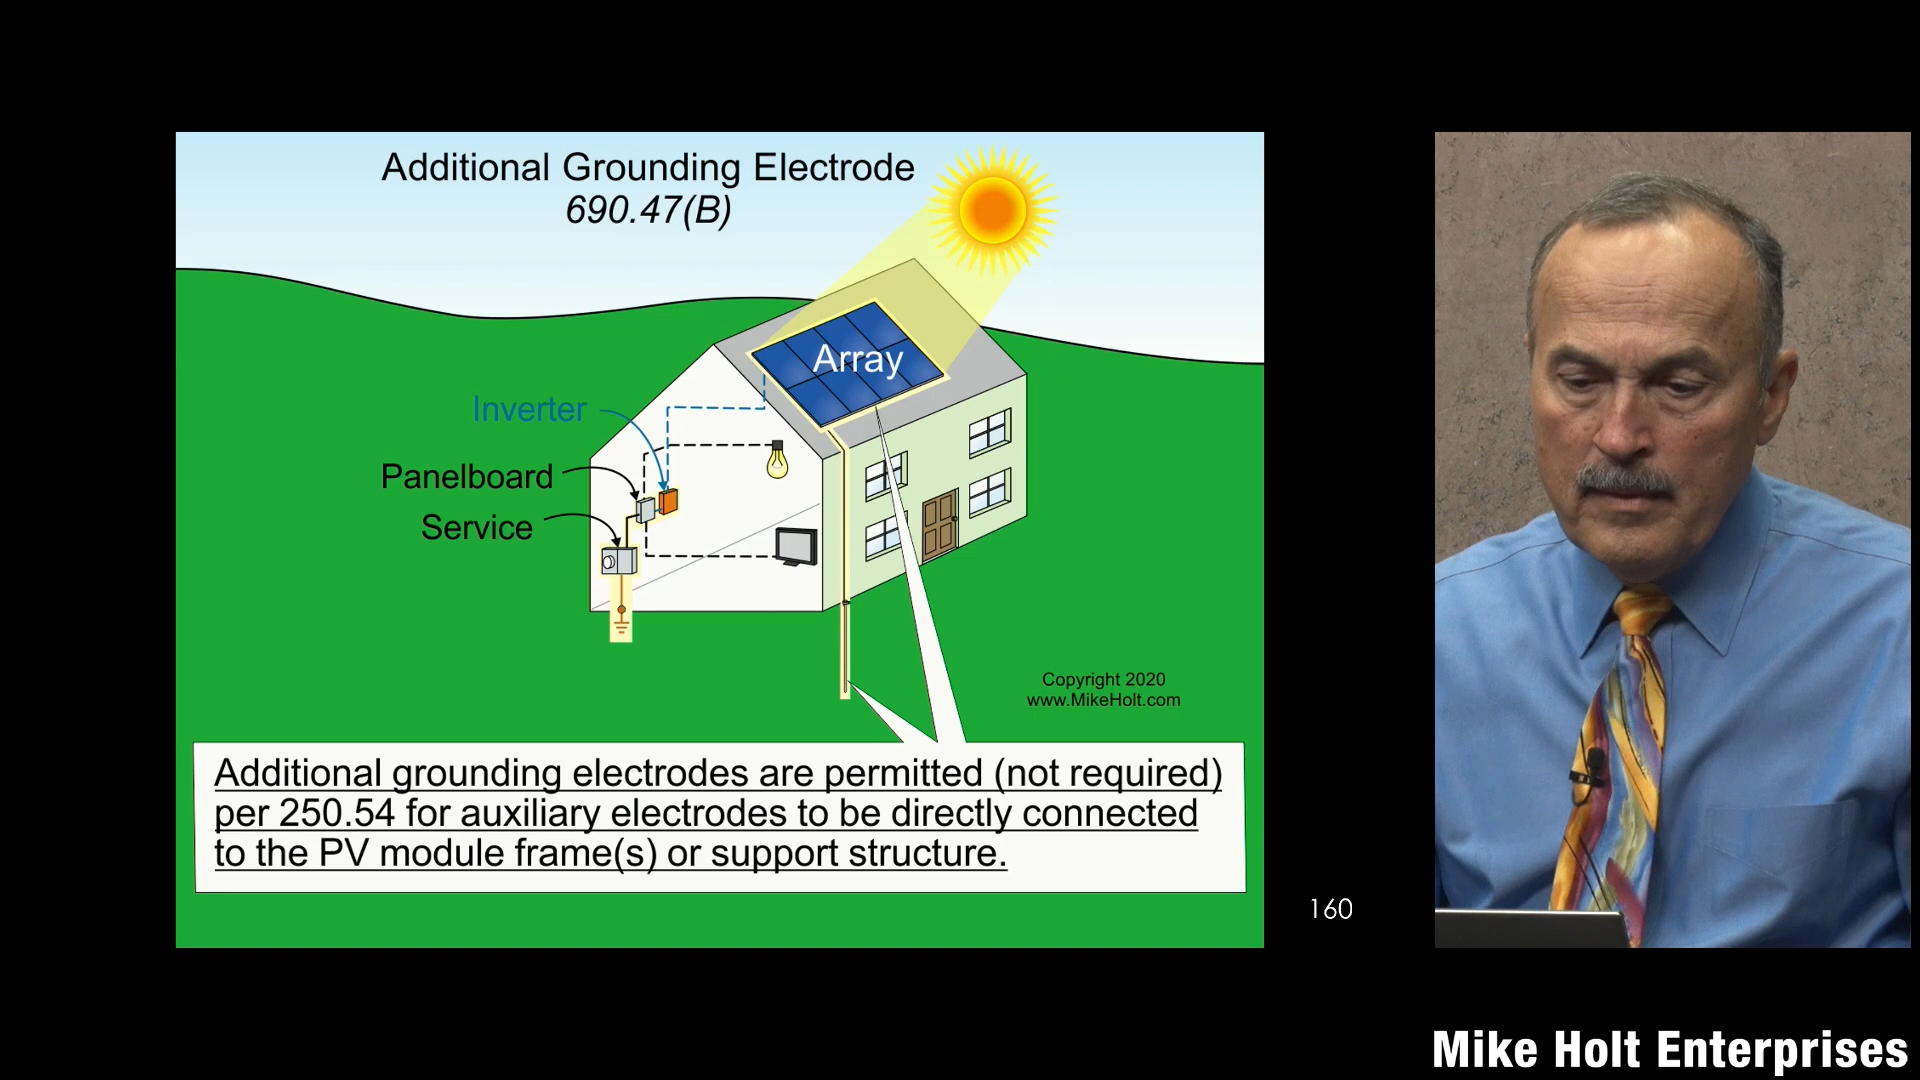 Additional Grounding Electrode
690.47(B)
Array
Inverter
Panelboard
Service
Copyright 2020
www.MikeHolt.com
Additional grounding electrodes are permitted (not required)
per 250.54 for auxiliary electrodes to be directly connected
to the PV module frame(s) or support structure.
160
Mike Holt Enterprises